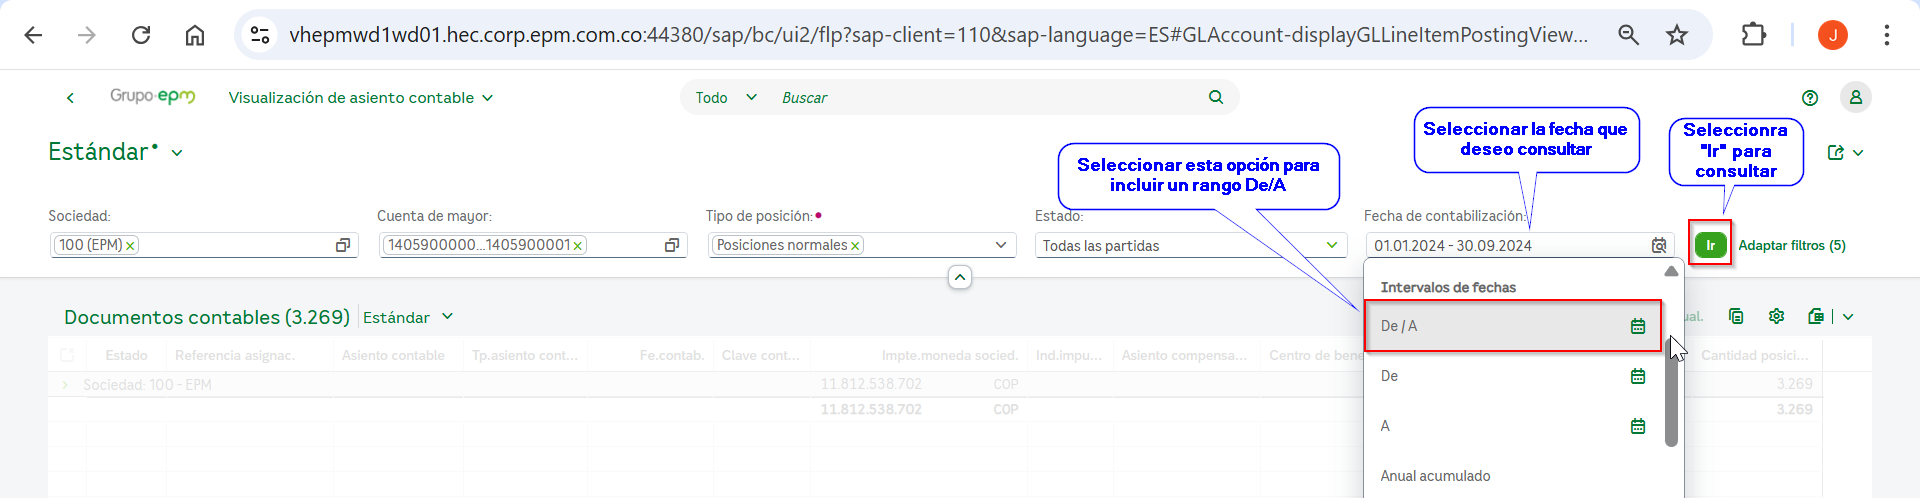 vhepmwd1wd01.hec.corp.epm.com.co:44380/sap/bc/ui2/flp?sap-client=110&sap-language=ES#GLAccount-displayGLLineItemPostingView...
J
Grupo·epm
Visualización de asiento contable
Todo
Buscar
Estándar*
Seleccionar esta opción para
incluir un rango De/A
Seleccionar la fecha que
deseo consultar
Seleccionra
"Ir" para
consultar
Sociedad:
Cuenta de mayor:
Tipo de posición:
Estado:
Fecha de contabilización:
100 (EPM)
1405900000...1405900001
Posiciones normales
Todas las partidas
01.01.2024 - 30.09.2024
Ir
Adaptar filtros (5)
Documentos contables (3.269)
Estándar
ual.
Intervalos de fechas
De / A
De
A
Anual acumulado
Estado
Referencia asignac.
Asiento contable
Tp.asiento cont...
Fe.contab.
Clave cont...
Impte.moneda socied.
Ind.impu...
Asiento compensa...
Centro de bene
Cantidad posici...
Sociedad: 100 - EPM
11.812.538.702 COP
3.269
11.812.538.702 COP
3.269